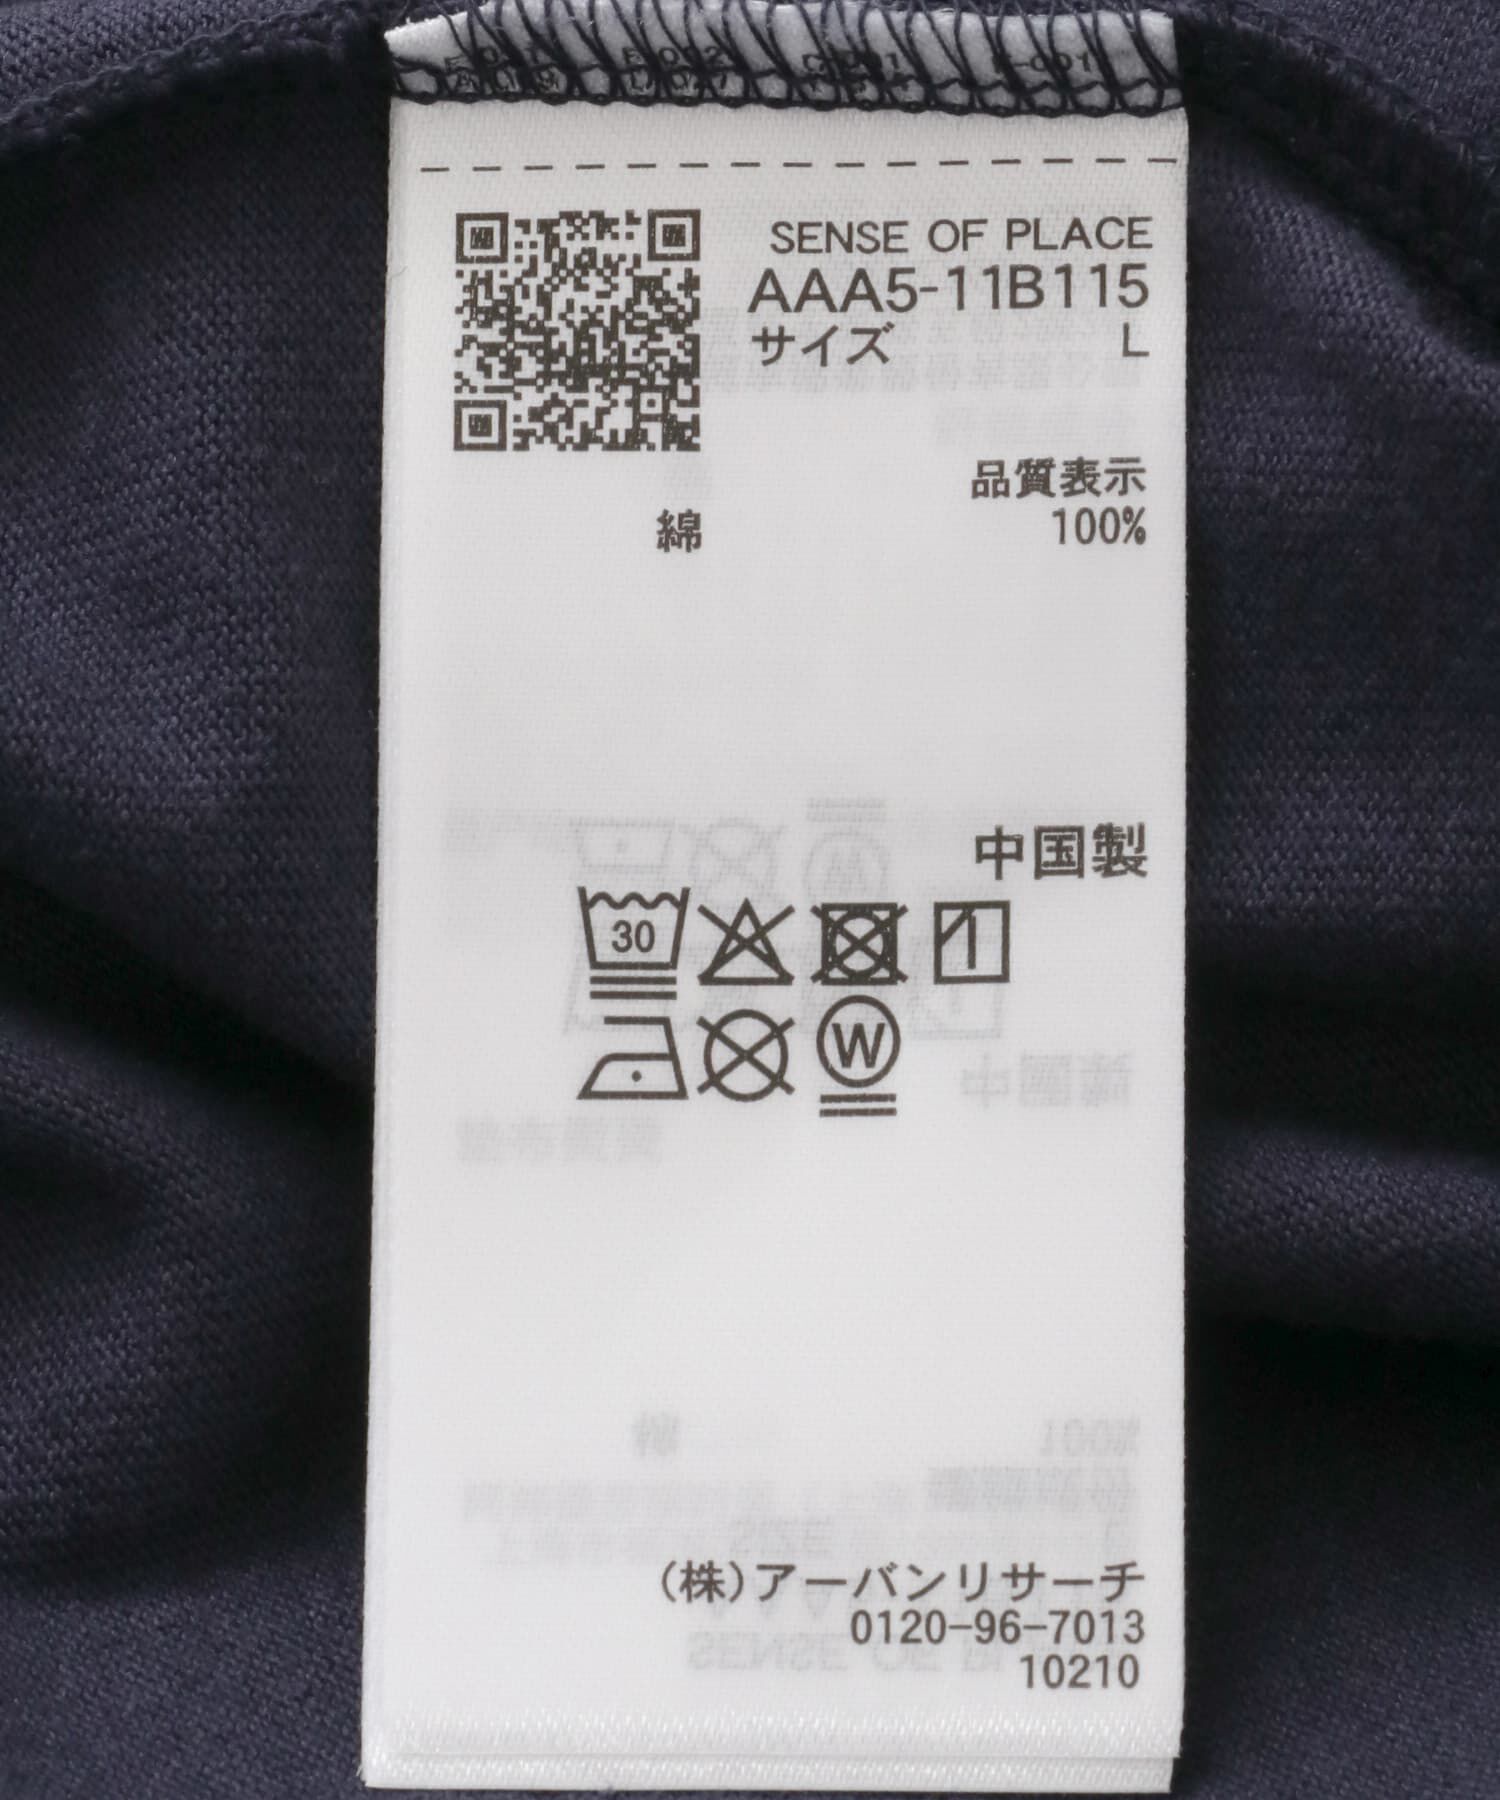 SENSE OF PLACE
AAA5-11B115
サイズ L
品質表示
綿 100%
中国製
30
W
(株)アーバンリサーチ
0120-96-7013
10210